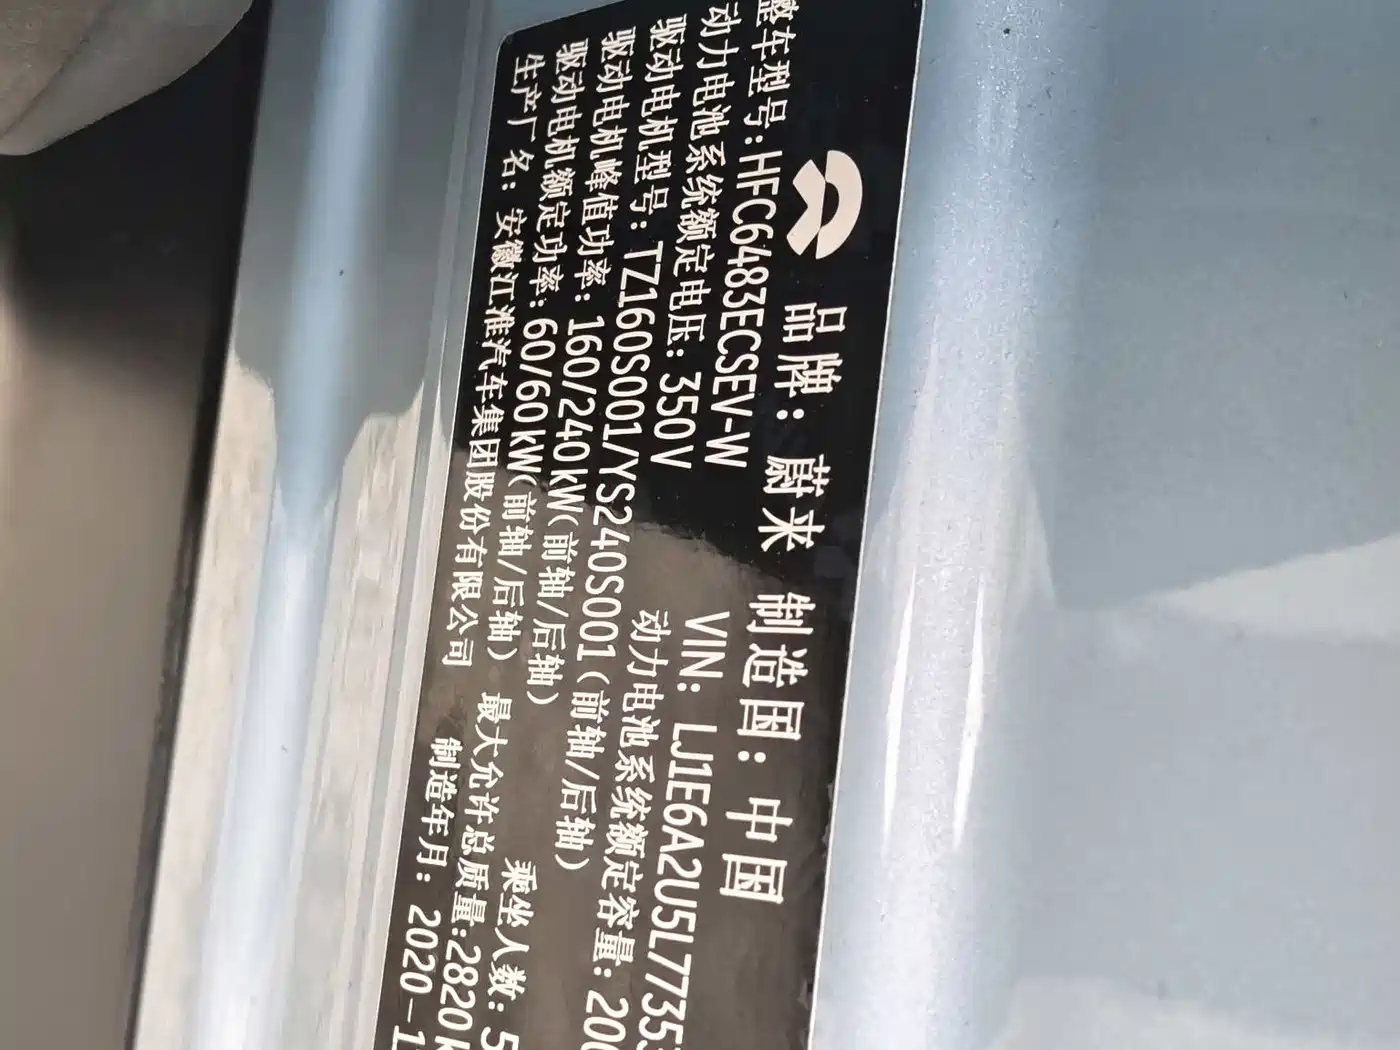 品牌：蔚来 制造国：中国
整车型号：HFC6483ECSEV-W VIN：LJ1E6A2U5L7735
动力电池系统额定电压：350V 动力电池系统额定容量：200
驱动电机型号：TZ160S001/YS240S001(前轴/后轴)
驱动电机峰值功率：160/240kW(前轴/后轴) 乘坐人数：5
驱动电机额定功率：60/60kW(前轴/后轴) 最大允许总质量:2820
生产厂名：安徽江淮汽车集团股份有限公司 制造年月：2020-1